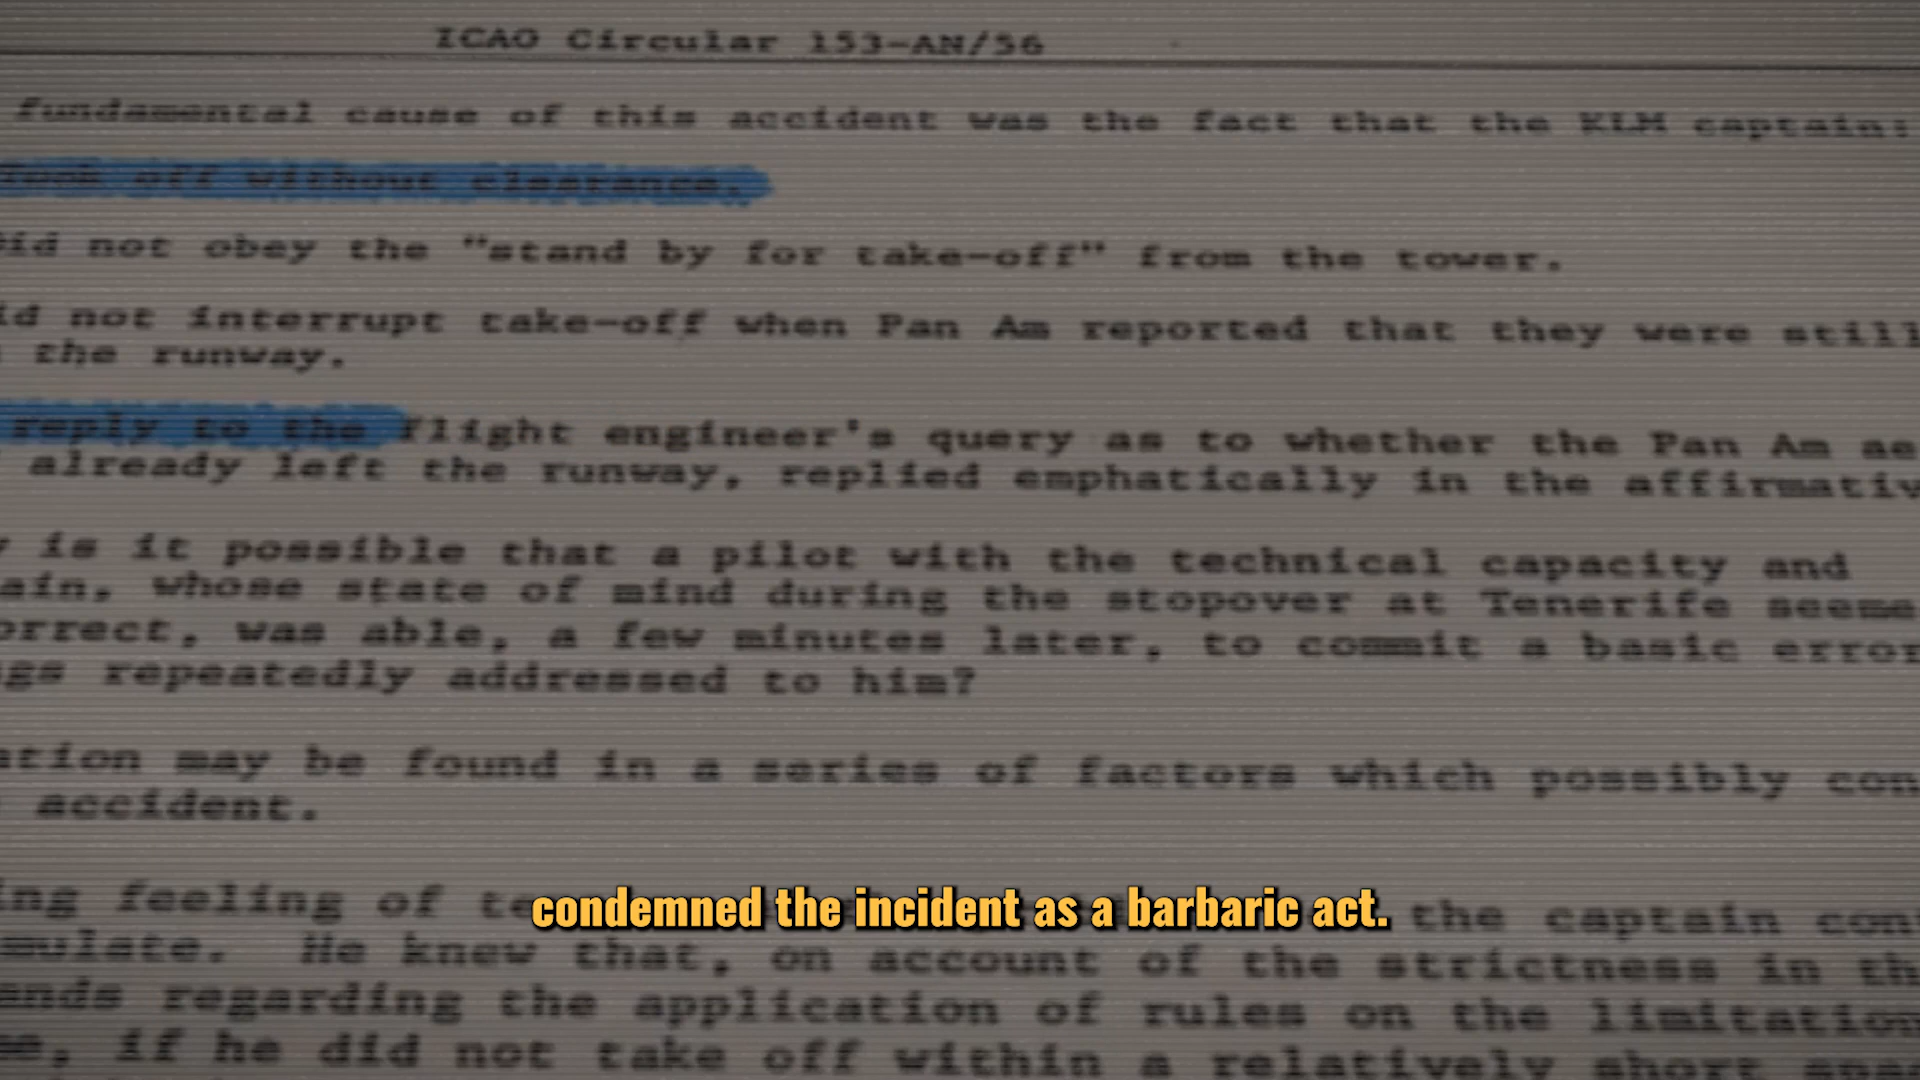 ICAO Circular 153-AN/56
fundamental cause of this accident was the fact that the KLM captain:
Took off without clearance.
Did not obey the "stand by for take-off" from the tower.
id not interrupt take-off when Pan Am reported that they were still
the runway.
reply to the flight engineer's query as to whether the Pan Am ae
already left the runway, replied emphatically in the affirmativ
y is it possible that a pilot with the technical capacity and
ain, whose state of mind during the stopover at Tenerife seeme
orrect, was able, a few minutes later, to commit a basic error
ngs repeatedly addressed to him?
ation may be found in a series of factors which possibly con
accident.
ing feeling of te the captain con
condemned the incident as a barbaric act.
mulate. He knew that, on account of the strictness in th
ands regarding the application of rules on the limitation
me, if he did not take off within a relatively short spa